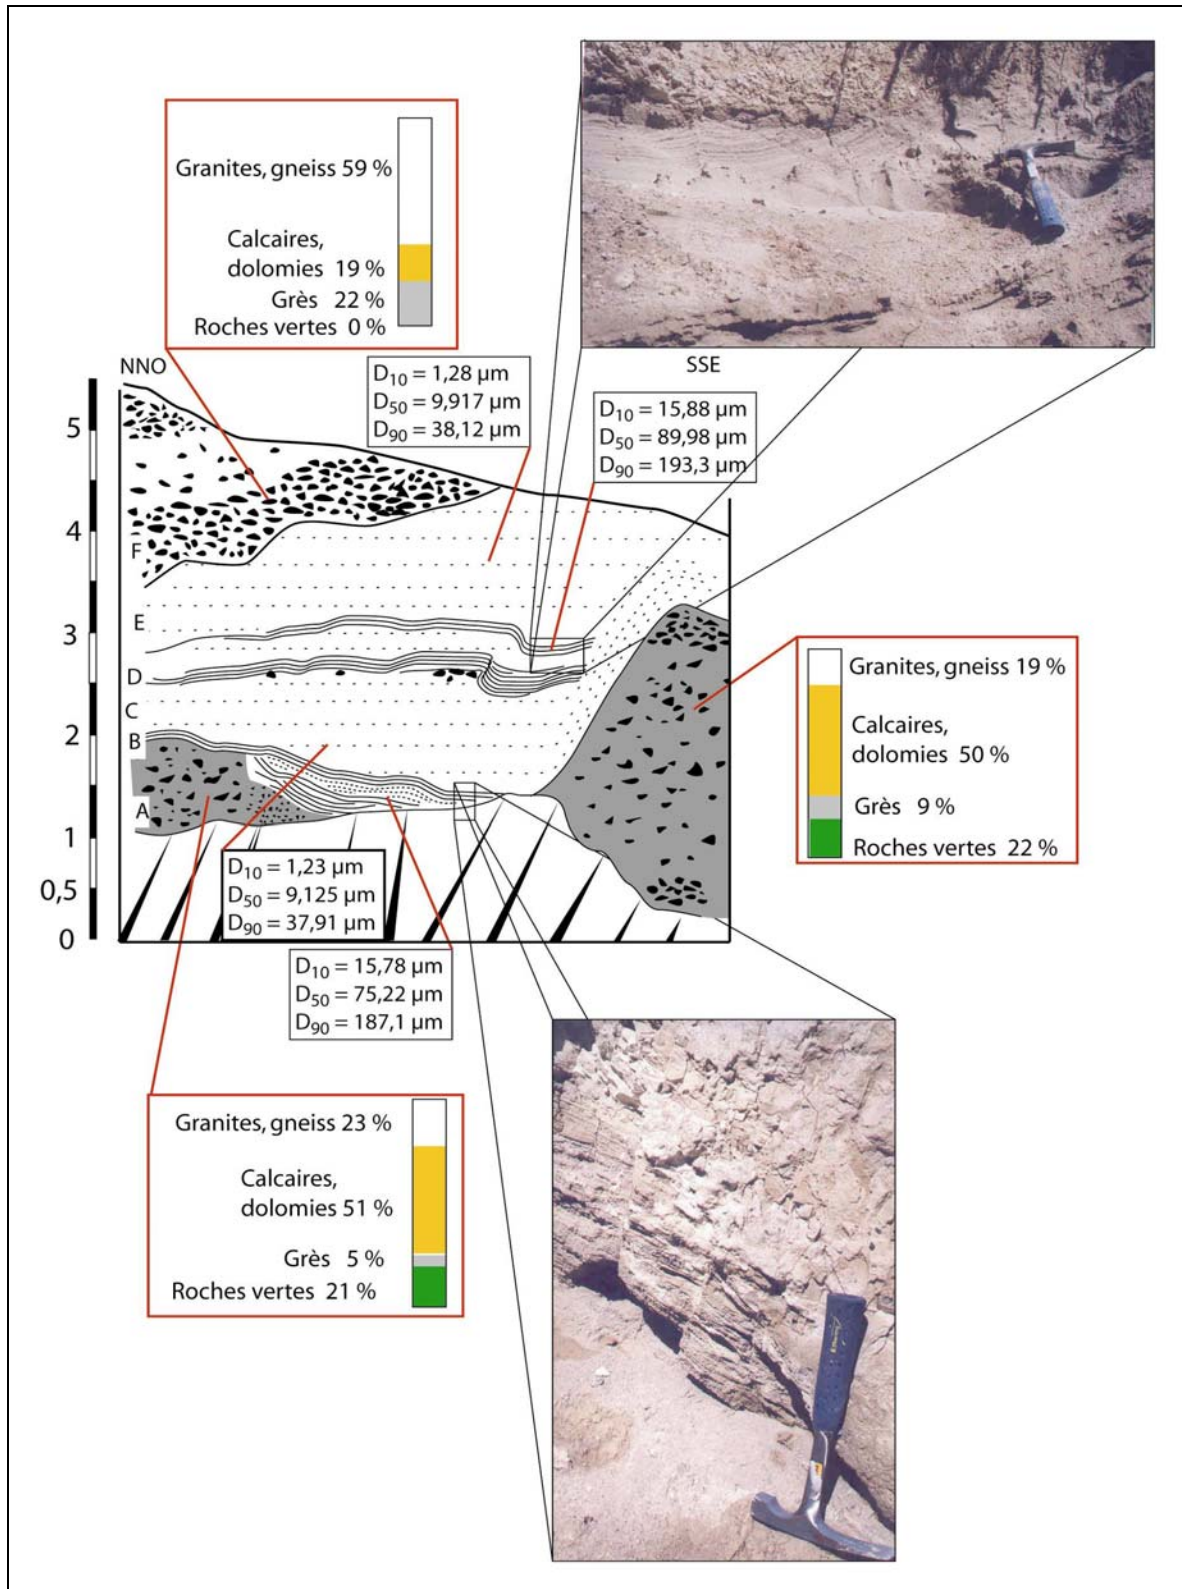 Granites, gneiss 59 %
Calcaires,
dolomies 19 %
Grès 22 %
Roches vertes 0 %
NNO
SSE
D10 = 1,28 µm
D50 = 9,917 µm
D90 = 38,12 µm
D10 = 15,88 µm
D50 = 89,98 µm
D90 = 193,3 µm
5
4
F
E
3
D
C
2
B
A
1
0,5
0
Granites, gneiss 19 %
Calcaires,
dolomies 50 %
Grès 9 %
Roches vertes 22 %
D10 = 1,23 µm
D50 = 9,125 µm
D90 = 37,91 µm
D10 = 15,78 µm
D50 = 75,22 µm
D90 = 187,1 µm
Granites, gneiss 23 %
Calcaires,
dolomies 51 %
Grès 5 %
Roches vertes 21 %